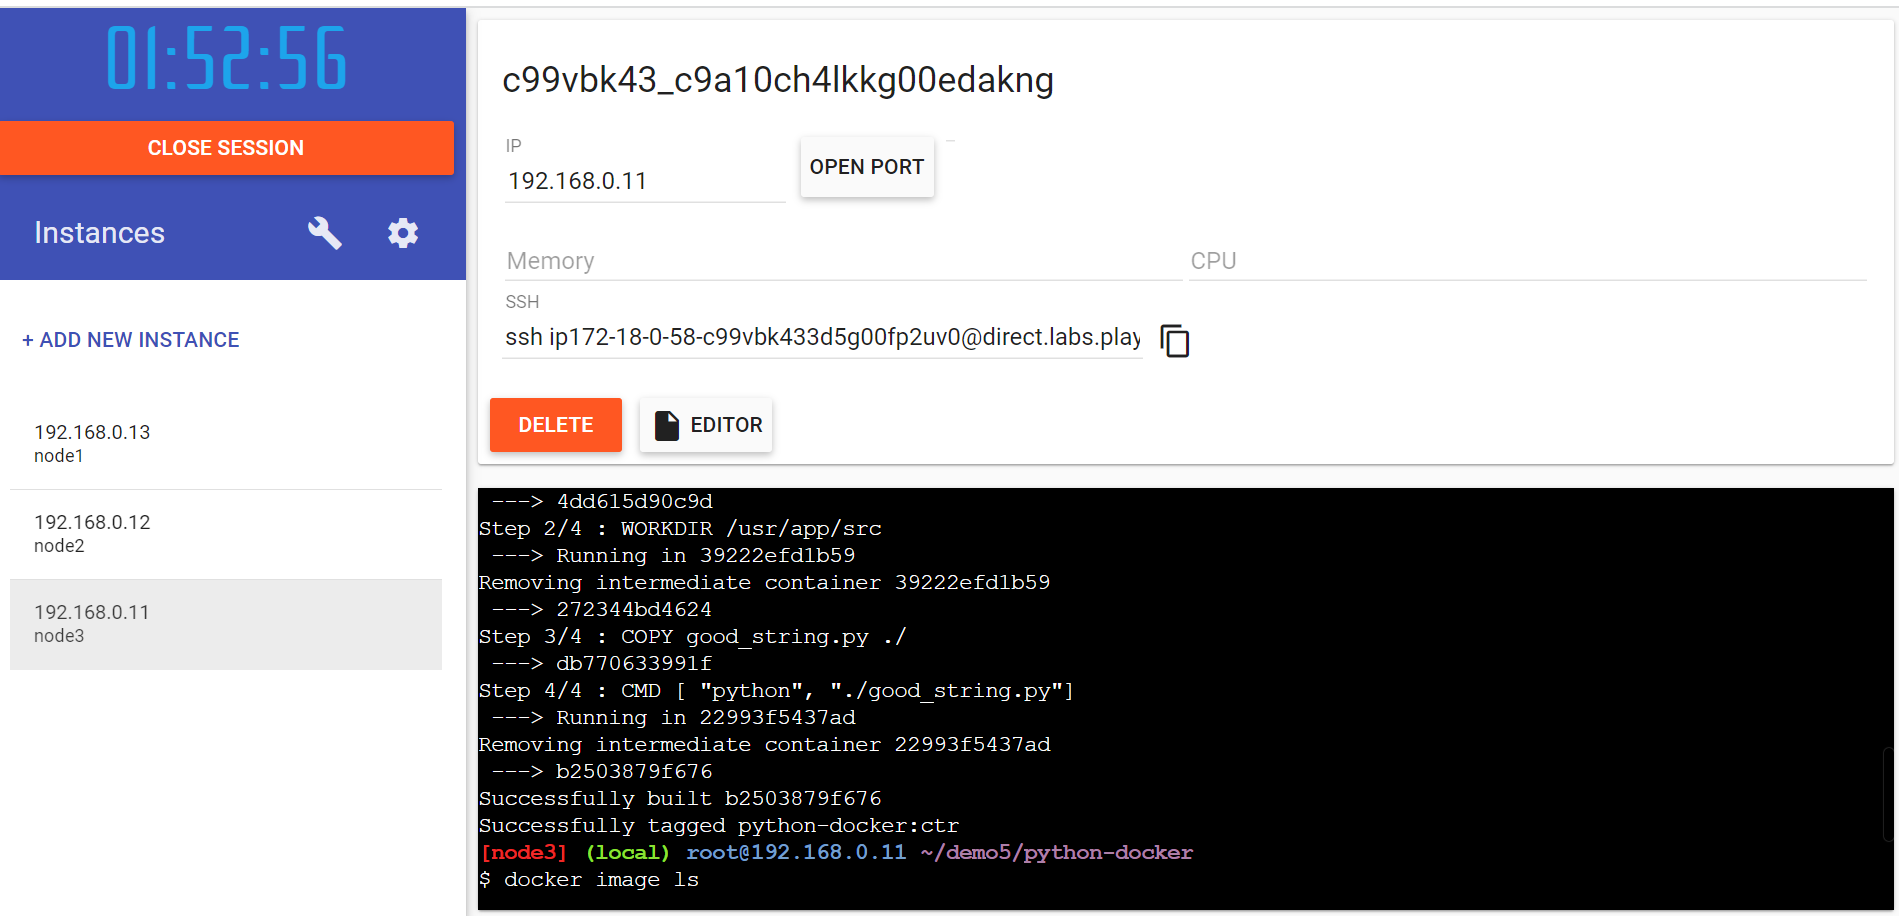 01:52:56
CLOSE SESSION
Instances
+ ADD NEW INSTANCE
192.168.0.13
node1
192.168.0.12
node2
192.168.0.11
node3
c99vbk43_c9a10ch4lkkg00edakng
IP
192.168.0.11
OPEN PORT
Memory
CPU
SSH
ssh ip172-18-0-58-c99vbk433d5g00fp2uv0@direct.labs.play
DELETE
EDITOR
---> 4dd615d90c9d
Step 2/4 : WORKDIR /usr/app/src
---> Running in 39222efd1b59
Removing intermediate container 39222efd1b59
---> 272344bd4624
Step 3/4 : COPY good_string.py ./
---> db770633991f
Step 4/4 : CMD [ "python", "./good_string.py"]
---> Running in 22993f5437ad
Removing intermediate container 22993f5437ad
---> b2503879f676
Successfully built b2503879f676
Successfully tagged python-docker:ctr
[node3] (local) root@192.168.0.11 ~/demo5/python-docker
$ docker image ls